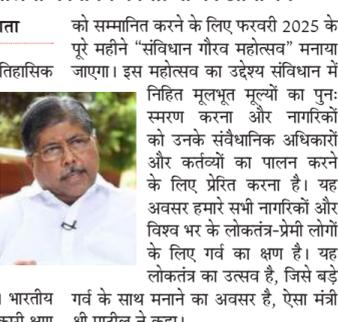 को सम्मानित करने के लिए फरवरी 2025 के
पूरे महीने “संविधान गौरव महोत्सव” मनाया
जाएगा। इस महोत्सव का उद्देश्य संविधान में
निहित मूलभूत मूल्यों का पुनः
स्मरण करना और नागरिकों
को उनके संवैधानिक अधिकारों
और कर्तव्यों का पालन करने
के लिए प्रेरित करना है। यह
अवसर हमारे सभी नागरिकों और
विश्व भर के लोकतंत्र-प्रेमी लोगों
के लिए गर्व का क्षण है। यह
लोकतंत्र का उत्सव है, जिसे बड़े
भारतीय
गर्व के साथ मनाने का अवसर है, ऐसा मंत्री